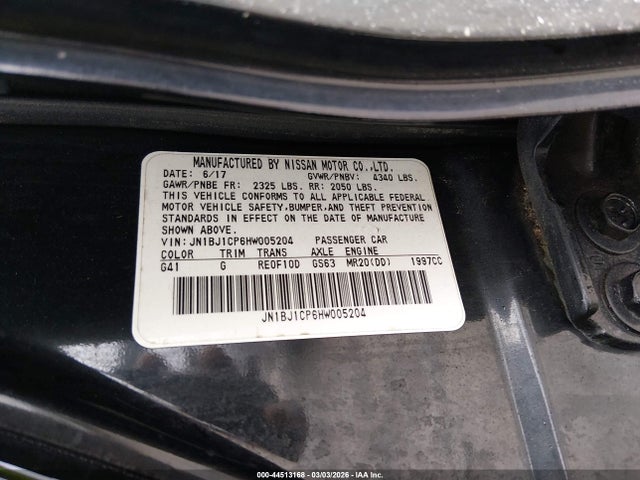 MANUFACTURED BY NISSAN MOTOR CO.,LTD.
DATE: 6/17 GVWR/PNBV: 4340 LBS.
GAWR/PNBE FR: 2325 LBS. RR: 2050 LBS.
THIS VEHICLE CONFORMS TO ALL APPLICABLE FEDERAL
MOTOR VEHICLE SAFETY, BUMPER, AND THEFT PREVENTION
STANDARDS IN EFFECT ON THE DATE OF MANUFACTURE
SHOWN ABOVE.
VIN: JN1BJ1CP6HW005204 PASSENGER CAR
COLOR TRIM TRANS AXLE ENGINE
G41 G RE0F10D GS63 MR20(DD) 1997CC
JN1BJ1CP6HW005204
000-44513168 - 03/03/2026 - IAA Inc.